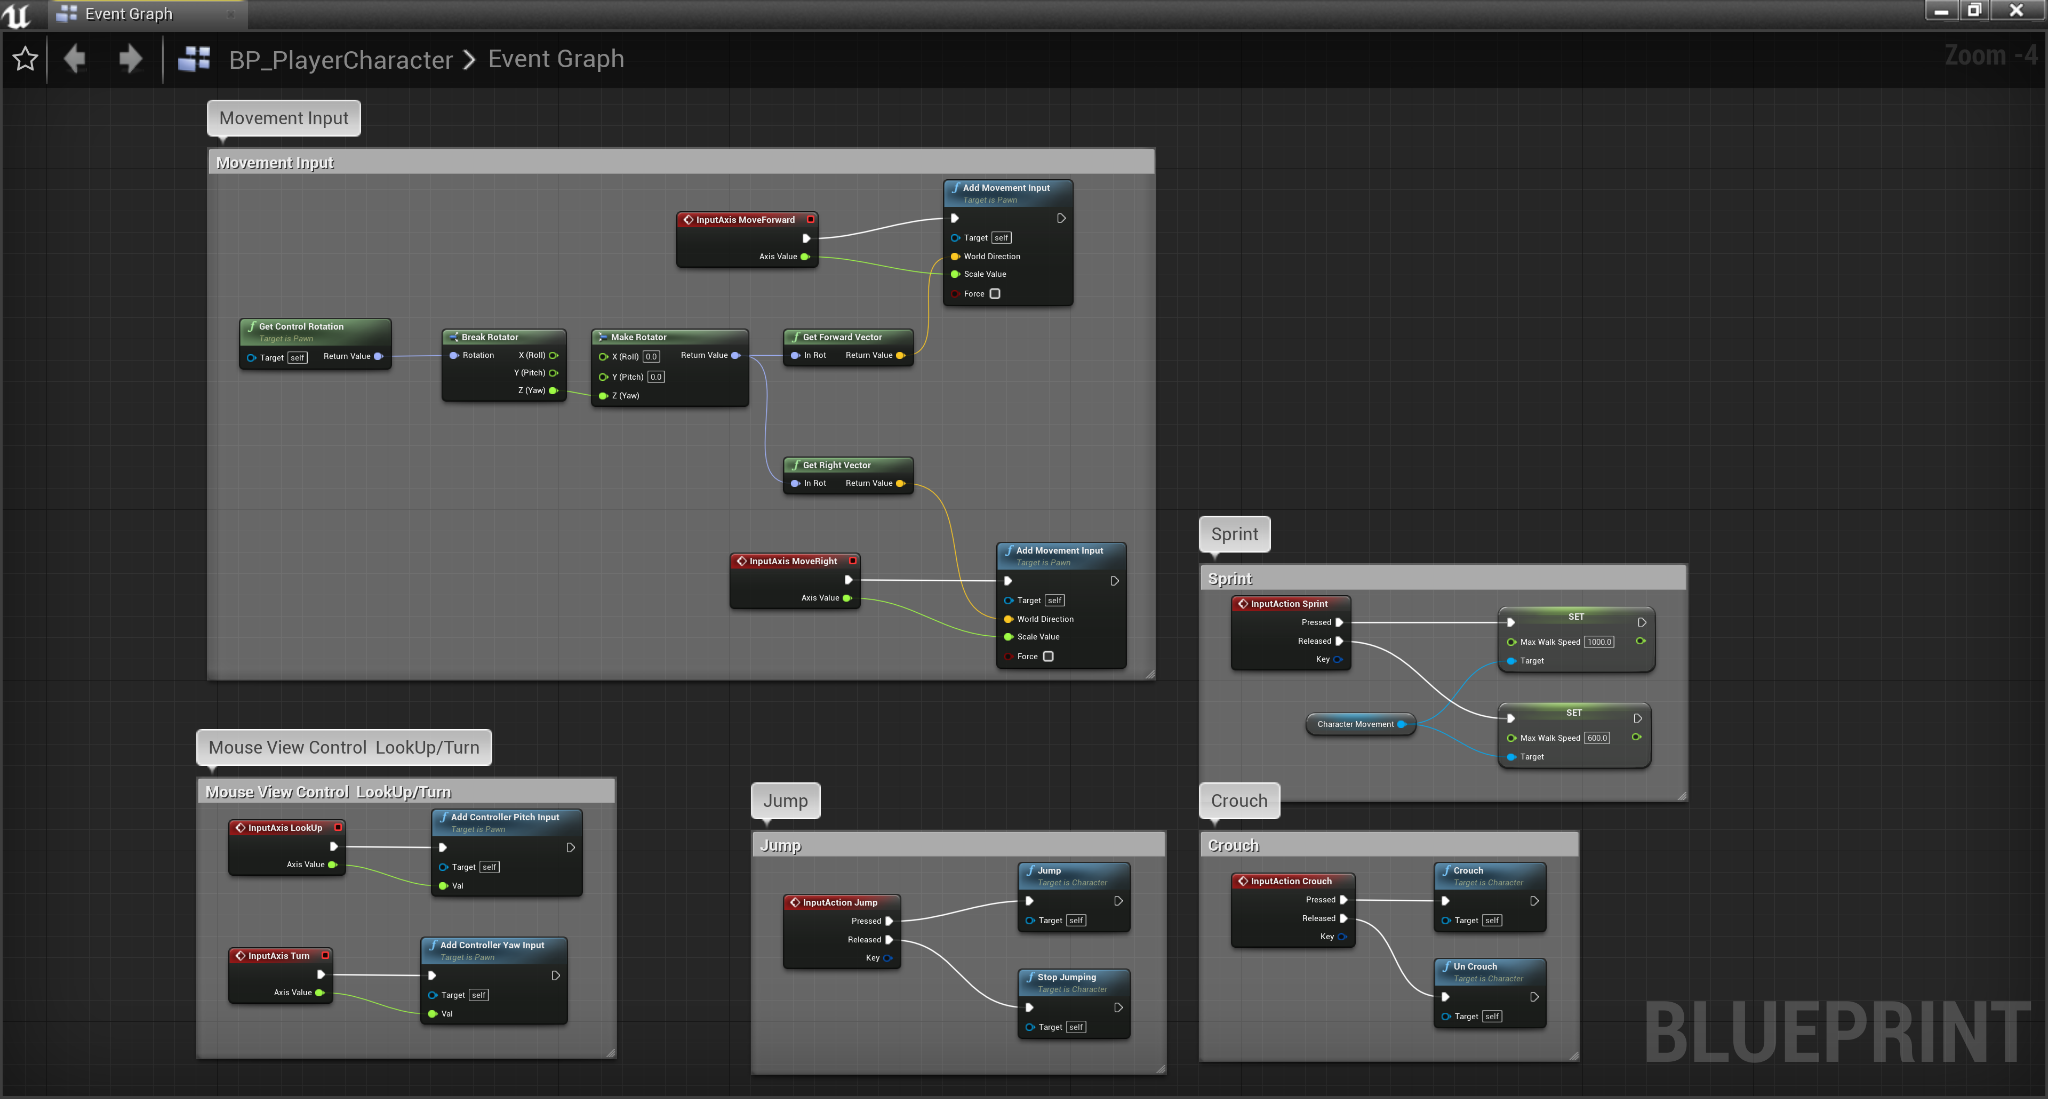 Event Graph
BP_PlayerCharacter > Event Graph
Zoom -4
Movement Input
Movement Input
Add Movement Input
Target is Pawn
Target self
World Direction
Scale Value
Force
InputAxis MoveForward
Axis Value
Get Control Rotation
Target is Pawn
Target self Return Value
Break Rotator
Rotation X (Roll)
Y (Pitch)
Z (Yaw)
Make Rotator
X (Roll) 0.0 Return Value
Y (Pitch) 0.0
Z (Yaw)
Get Forward Vector
In Rot Return Value
Get Right Vector
In Rot Return Value
InputAxis MoveRight
Axis Value
Add Movement Input
Target is Pawn
Target self
World Direction
Scale Value
Force
Sprint
Sprint
InputAction Sprint
Pressed
Released
Key
SET
Max Walk Speed 1000.0
Target
Character Movement
SET
Max Walk Speed 600.0
Target
Mouse View Control LookUp/Turn
Mouse View Control LookUp/Turn
InputAxis LookUp
Axis Value
Add Controller Pitch Input
Target is Pawn
Target self
Val
InputAxis Turn
Axis Value
Add Controller Yaw Input
Target is Pawn
Target self
Val
Jump
Jump
InputAction Jump
Pressed
Released
Key
Jump
Target is Character
Target self
Stop Jumping
Target is Character
Target self
Crouch
Crouch
InputAction Crouch
Pressed
Released
Key
Crouch
Target is Character
Target self
Un Crouch
Target is Character
Target self
BLUEPRINT